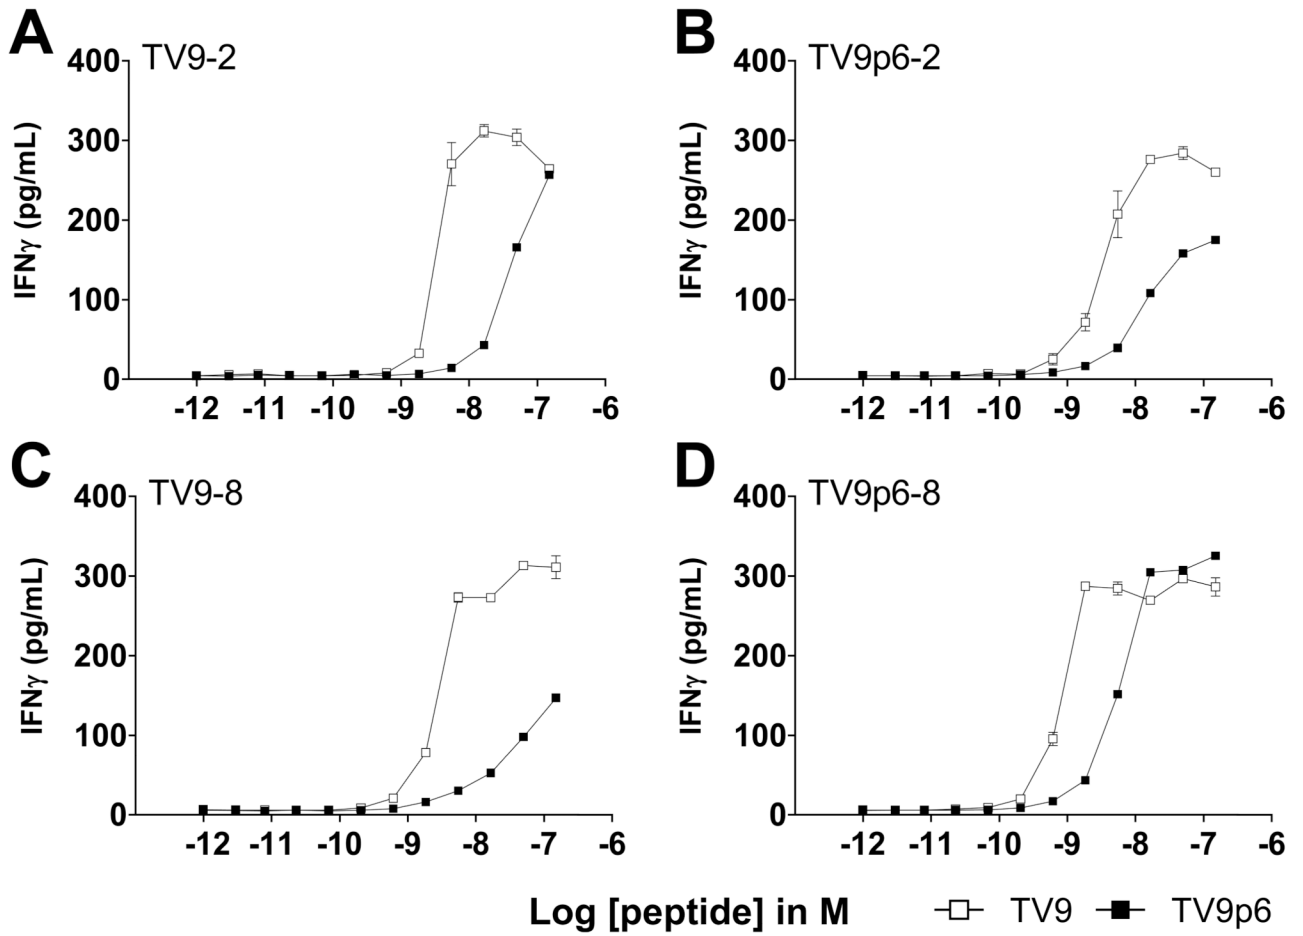 A
TV9-2
400
300
200
100
0
IFNγ (pg/mL)
-12 -11 -10 -9 -8 -7 -6
B
TV9p6-2
400
300
200
100
0
IFNγ (pg/mL)
-12 -11 -10 -9 -8 -7 -6
C
TV9-8
400
300
200
100
0
IFNγ (pg/mL)
-12 -11 -10 -9 -8 -7 -6
D
TV9p6-8
400
300
200
100
0
IFNγ (pg/mL)
-12 -11 -10 -9 -8 -7 -6
Log [peptide] in M
TV9 TV9p6